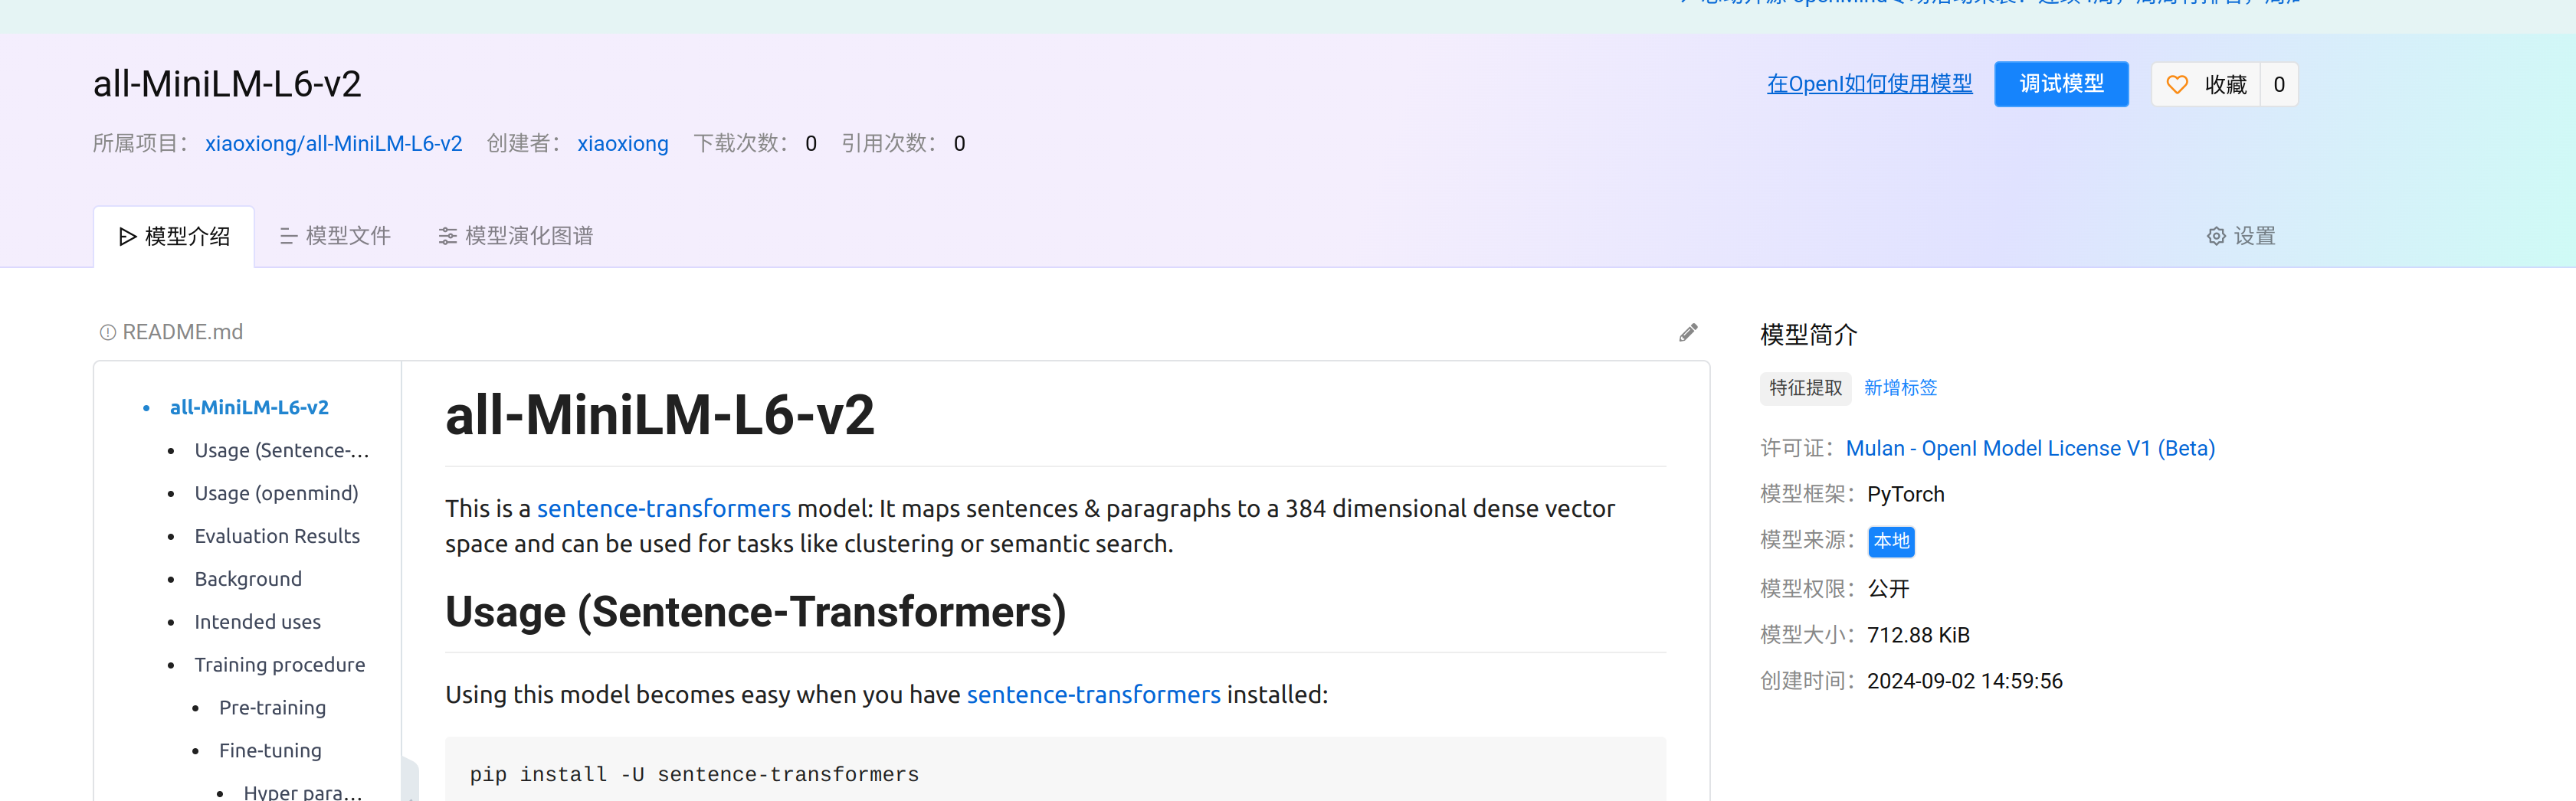 all-MiniLM-L6-v2
在OpenI如何使用模型
调试模型
收藏 0
所属项目： xiaoxiong/all-MiniLM-L6-v2 创建者： xiaoxiong 下载次数： 0 引用次数： 0
模型介绍 模型文件 模型演化图谱 设置
README.md
all-MiniLM-L6-v2
Usage (Sentence-...
Usage (openmind)
Evaluation Results
Background
Intended uses
Training procedure
Pre-training
Fine-tuning
Hyper para...
all-MiniLM-L6-v2
This is a sentence-transformers model: It maps sentences & paragraphs to a 384 dimensional dense vector
space and can be used for tasks like clustering or semantic search.
Usage (Sentence-Transformers)
Using this model becomes easy when you have sentence-transformers installed:
pip install -U sentence-transformers
模型简介
特征提取 新增标签
许可证： Mulan - OpenI Model License V1 (Beta)
模型框架： PyTorch
模型来源： 本地
模型权限： 公开
模型大小： 712.88 KiB
创建时间： 2024-09-02 14:59:56